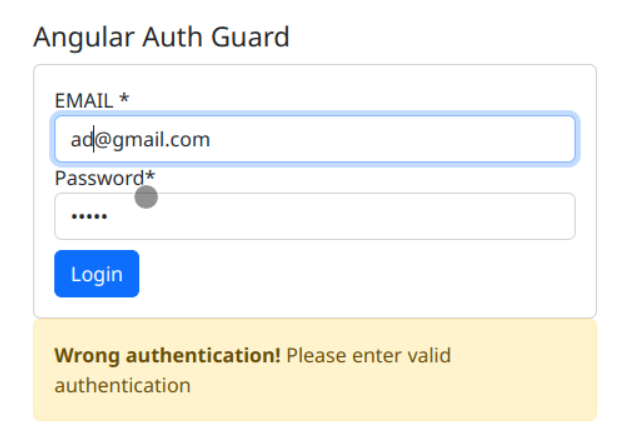 Angular Auth Guard
EMAIL *
ad@gmail.com
Password*
•••••
Login
Wrong authentication! Please enter valid
authentication